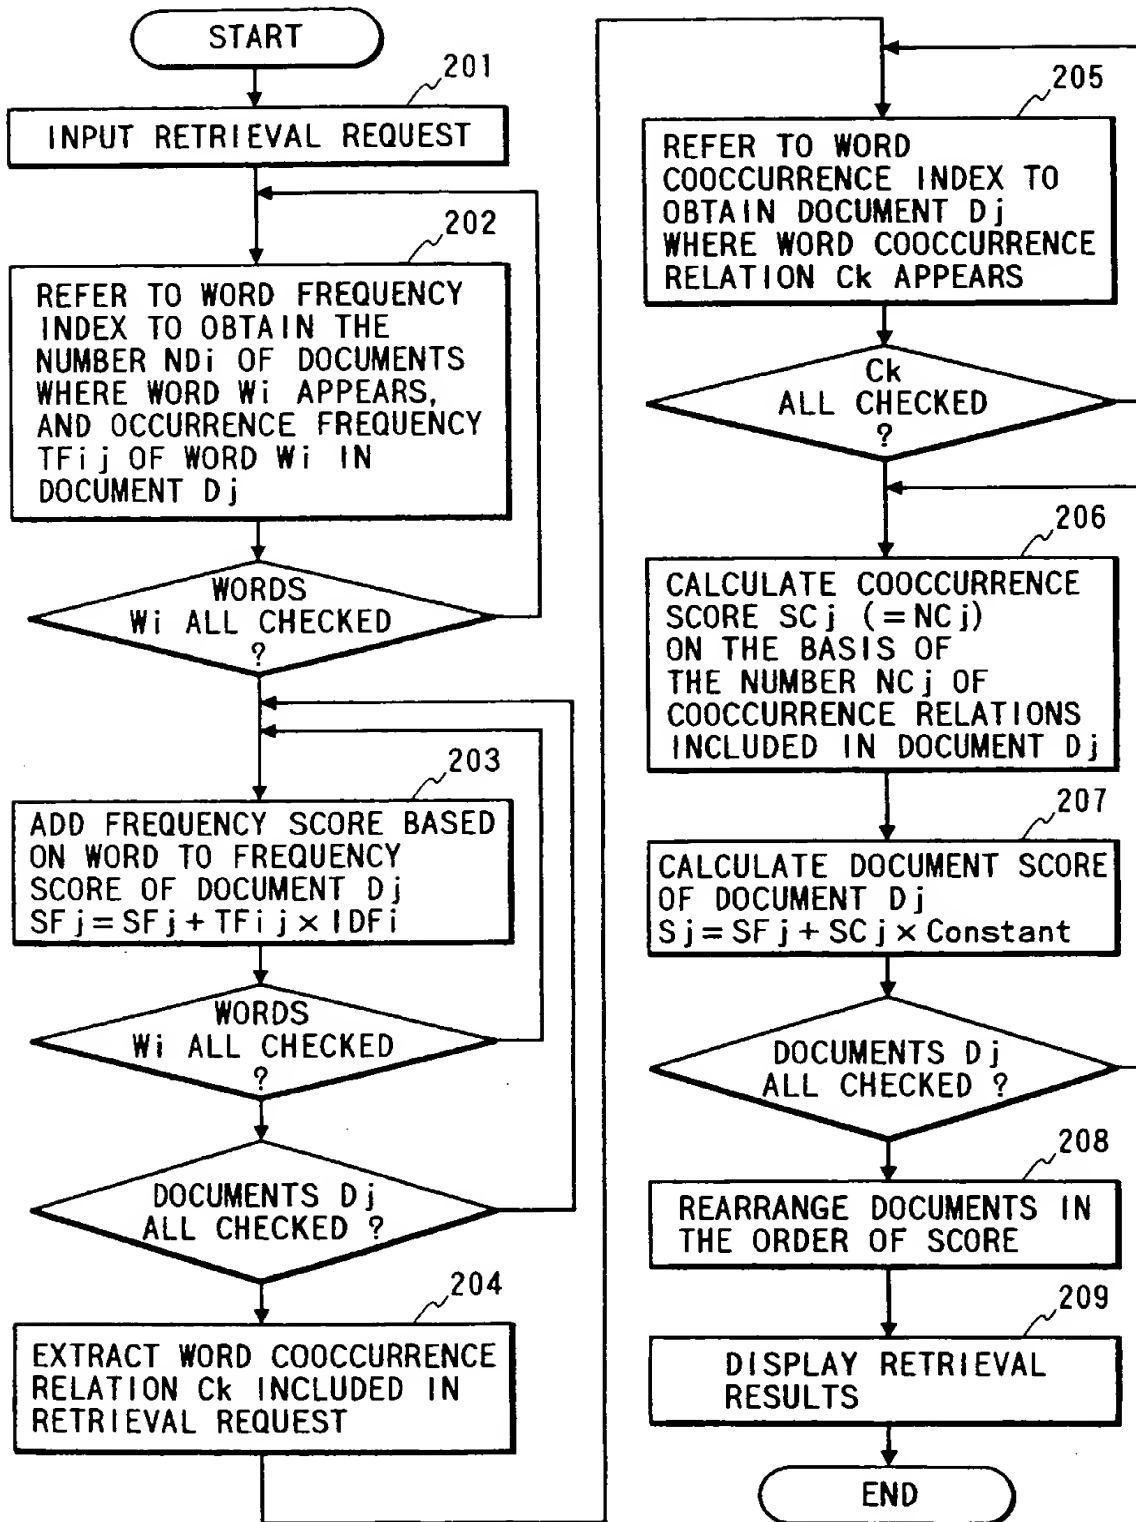 START
201
INPUT RETRIEVAL REQUEST
202
REFER TO WORD FREQUENCY
INDEX TO OBTAIN THE
NUMBER NDi OF DOCUMENTS
WHERE WORD Wi APPEARS,
AND OCCURRENCE FREQUENCY
TFij OF WORD Wi IN
DOCUMENT Dj
WORDS
Wi ALL CHECKED
?
203
ADD FREQUENCY SCORE BASED
ON WORD TO FREQUENCY
SCORE OF DOCUMENT Dj
SFj=SFj+TFij×IDFi
WORDS
Wi ALL CHECKED
?
DOCUMENTS Dj
ALL CHECKED ?
204
EXTRACT WORD COOCCURRENCE
RELATION Ck INCLUDED IN
RETRIEVAL REQUEST
205
REFER TO WORD
COOCCURRENCE INDEX TO
OBTAIN DOCUMENT Dj
WHERE WORD COOCCURRENCE
RELATION Ck APPEARS
Ck
ALL CHECKED
?
206
CALCULATE COOCCURRENCE
SCORE SCj (=NCj)
ON THE BASIS OF
THE NUMBER NCj OF
COOCCURRENCE RELATIONS
INCLUDED IN DOCUMENT Dj
207
CALCULATE DOCUMENT SCORE
OF DOCUMENT Dj
Sj=SFj+SCj×Constant
DOCUMENTS Dj
ALL CHECKED ?
208
REARRANGE DOCUMENTS IN
THE ORDER OF SCORE
209
DISPLAY RETRIEVAL
RESULTS
END